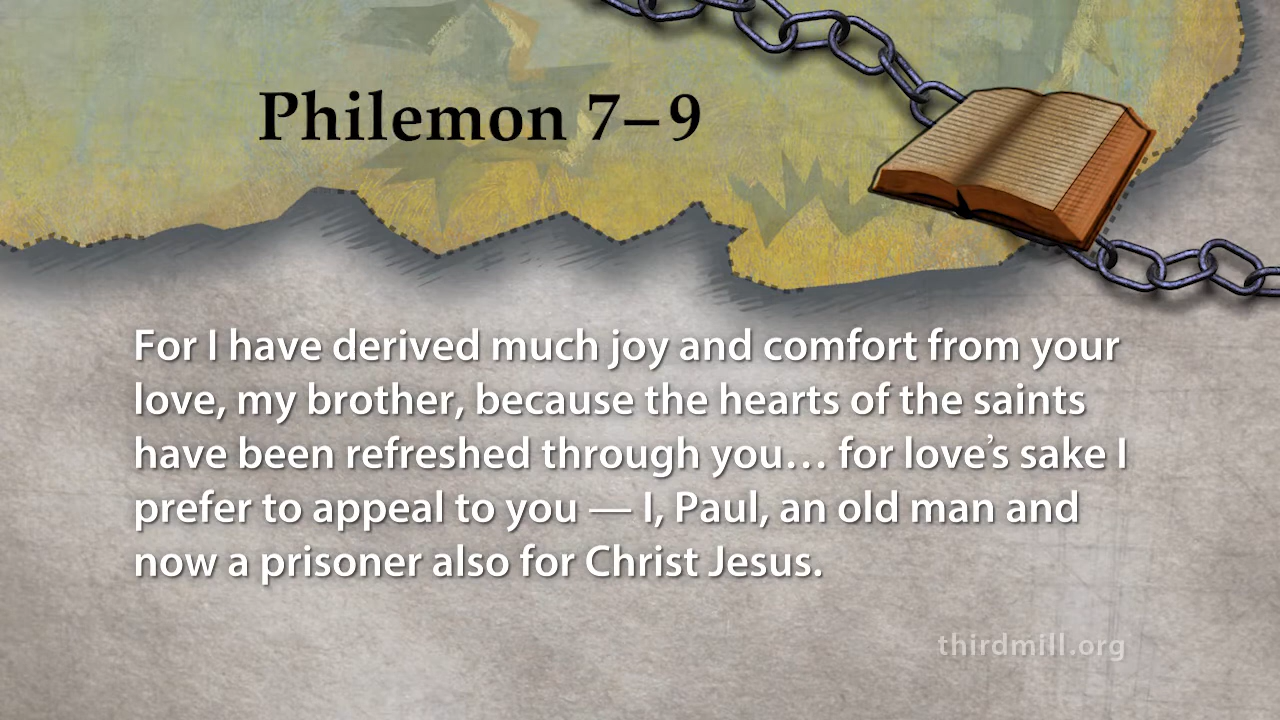 Philemon 7–9
For I have derived much joy and comfort from your
love, my brother, because the hearts of the saints
have been refreshed through you… for love’s sake I
prefer to appeal to you — I, Paul, an old man and
now a prisoner also for Christ Jesus.
thirdmill.org